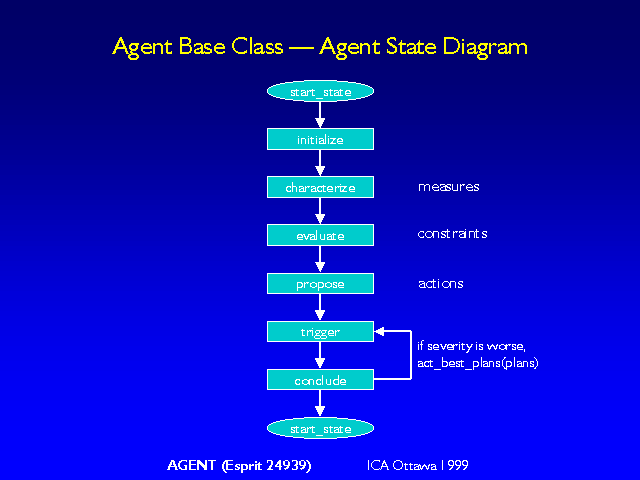 Agent Base Class — Agent State Diagram
start_state
initialize
characterize
measures
evaluate
constraints
propose
actions
trigger
if severity is worse,
act_best_plans(plans)
conclude
start_state
AGENT (Esprit 24939)
ICA Ottawa 1999